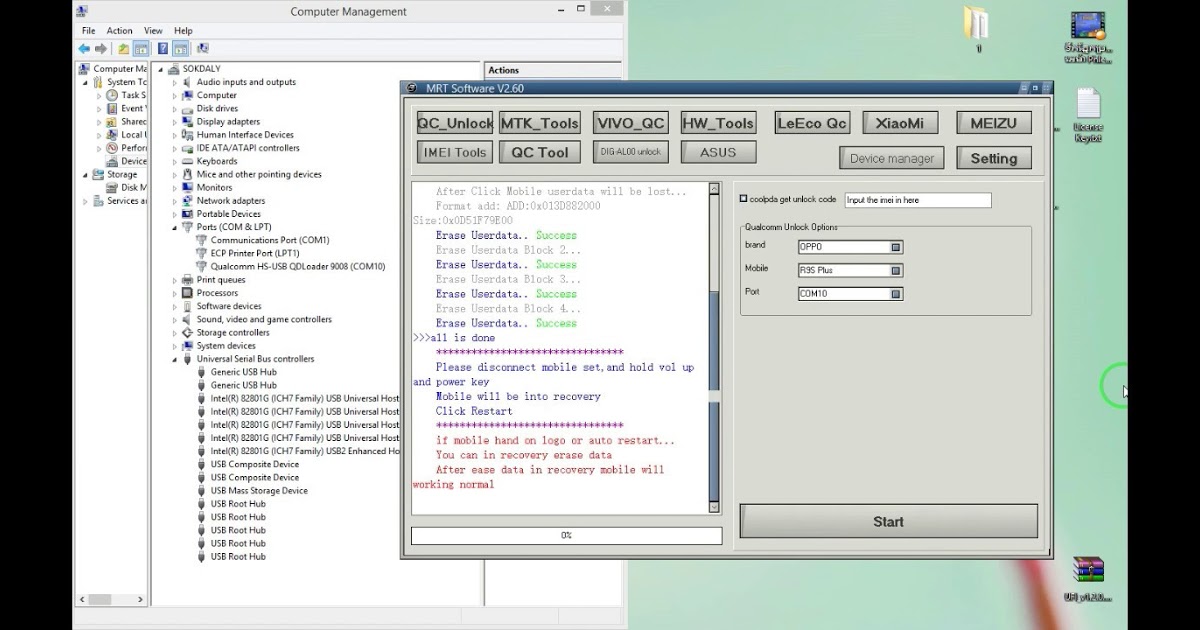 Computer Management
File Action View Help
Computer Ma
System To
Task S
Event
Shared
Local
Perfor
Device
Storage
Disk M
Services a
SOKDALY
Audio inputs and outputs
Computer
Disk drives
Display adapters
Human Interface Devices
IDE ATA/ATAPI controllers
Keyboards
Mice and other pointing devices
Monitors
Network adapters
Portable Devices
Ports (COM & LPT)
Communications Port (COM1)
ECP Printer Port (LPT1)
Qualcomm HS-USB QDLoader 9008 (COM10)
Print queues
Processors
Software devices
Sound, video and game controllers
Storage controllers
System devices
Universal Serial Bus controllers
Generic USB Hub
Generic USB Hub
Intel(R) 82801G (ICH7 Family) USB Universal Host
Intel(R) 82801G (ICH7 Family) USB Universal Host
Intel(R) 82801G (ICH7 Family) USB Universal Host
Intel(R) 82801G (ICH7 Family) USB Universal Host
Intel(R) 82801G (ICH7 Family) USB2 Enhanced Ho
USB Composite Device
USB Composite Device
USB Mass Storage Device
USB Root Hub
USB Root Hub
USB Root Hub
USB Root Hub
USB Root Hub
Actions
MRT Software V2.60
QC_Unlock MTK_Tools VIVO_QC HW_Tools LeEco Qc XiaoMi MEIZU
IMEI Tools QC Tool DIG-AL00 unlock ASUS Device manager Setting
After Click Mobile userdata will be lost...
Format add: ADD:0x013D882000
Size:0x0D51F79E00
Erase Userdata.. Success
Erase Userdata Block 2...
Erase Userdata.. Success
Erase Userdata Block 3...
Erase Userdata.. Success
Erase Userdata Block 4...
Erase Userdata.. Success
>>>all is done
********************************
Please disconnect mobile set,and hold vol up
and power key
Mobile will be into recovery
Click Restart
********************************
if mobile hand on logo or auto restart...
You can in recovery erase data
After ease data in recovery mobile will
working normal
0%
coolpda get unlock code Input the imei in here
Qualcomm Unlock Options
brand OPPO
Mobile R9S Plus
Port COM10
Start
1
License
Key.txt